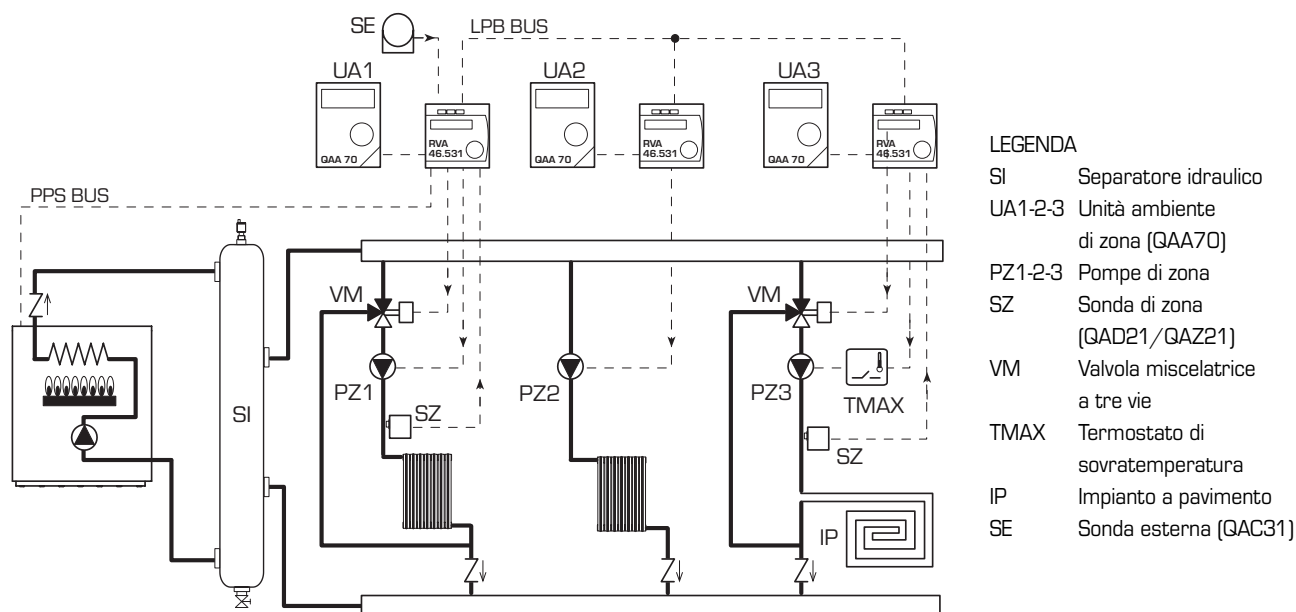 SE
LPB BUS
UA1
UA2
UA3
QAA 70
RVA
46.531
QAA 70
RVA
46.531
QAA 70
RVA
46.531
PPS BUS
VM
VM
PZ1
PZ2
PZ3
TMAX
SI
SZ
SZ
IP
LEGENDA
SI Separatore idraulico
UA1-2-3 Unità ambiente
di zona (QAA70)
PZ1-2-3 Pompe di zona
SZ Sonda di zona
(QAD21/QAZ21)
VM Valvola miscelatrice
a tre vie
TMAX Termostato di
sovratemperatura
IP Impianto a pavimento
SE Sonda esterna (QAC31)